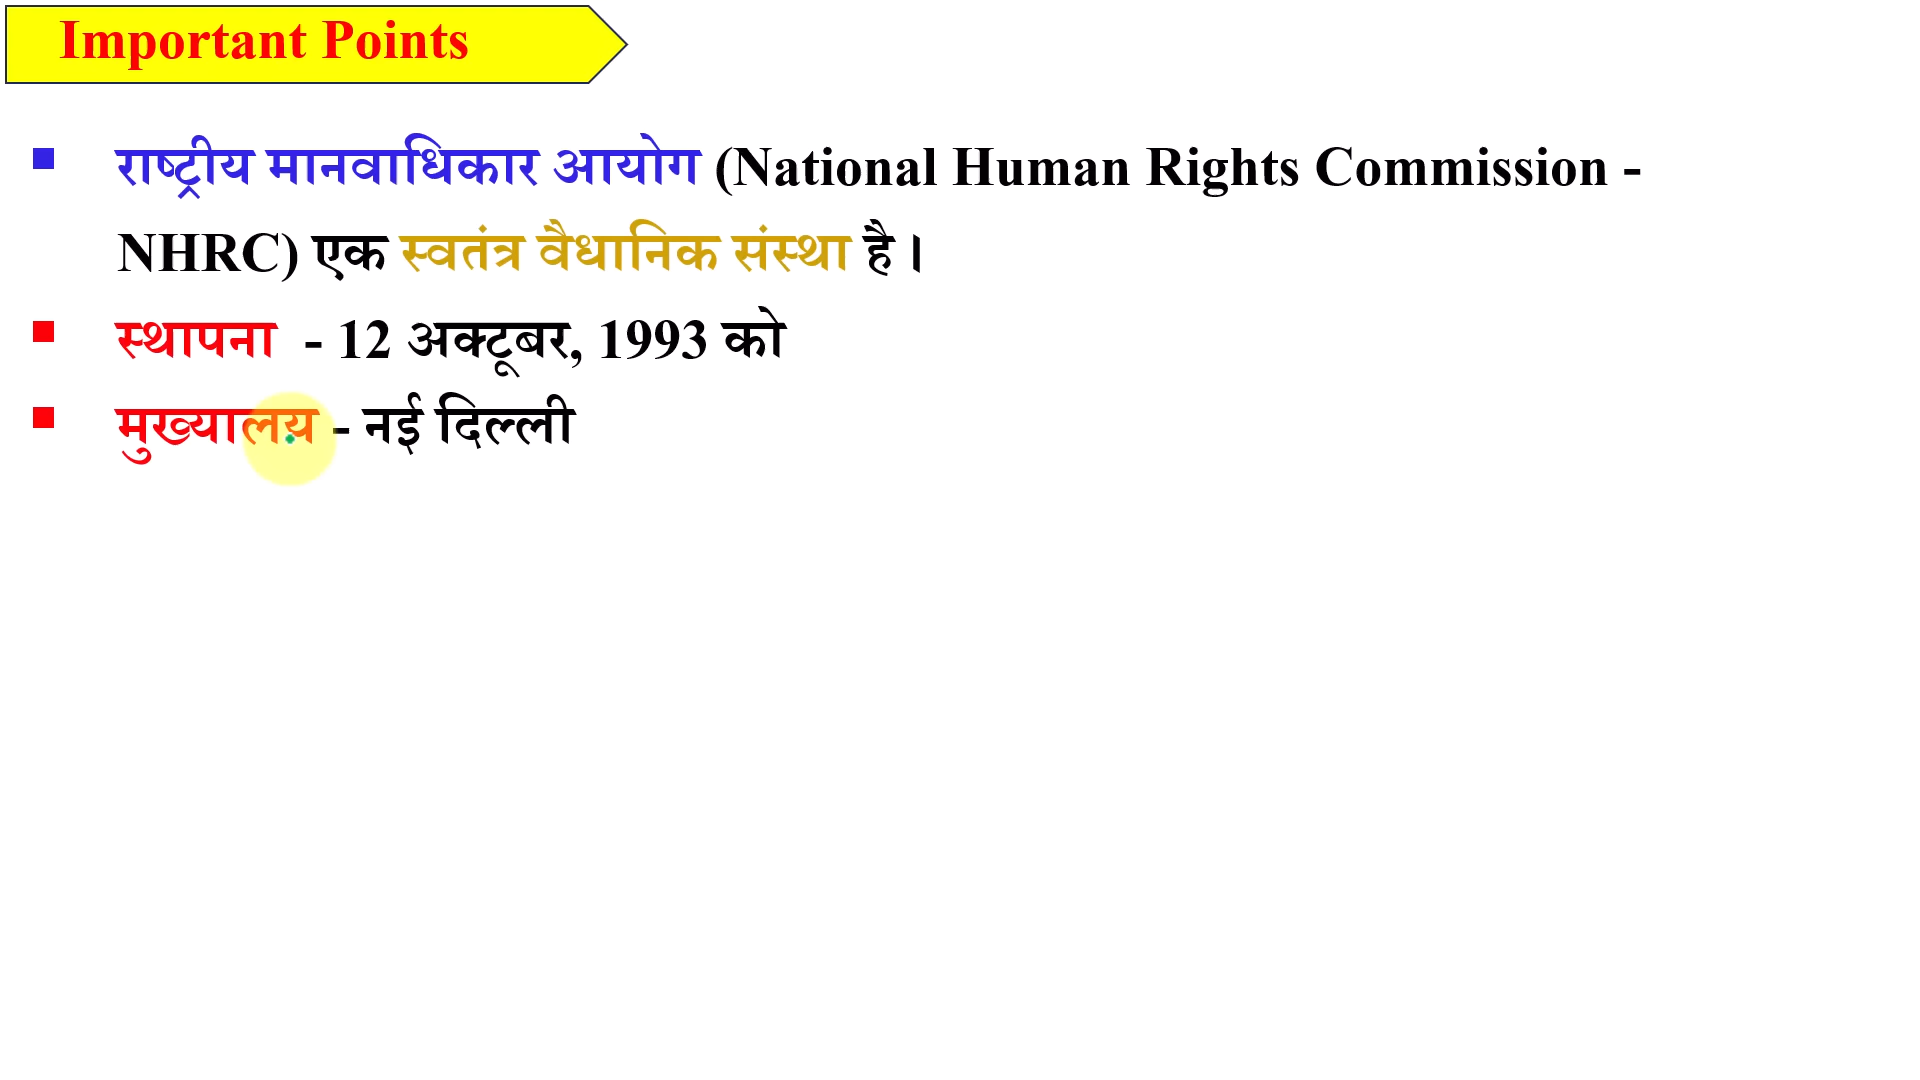 Important Points
राष्ट्रीय मानवाधिकार आयोग (National Human Rights Commission -
NHRC) एक स्वतंत्र वैधानिक संस्था है।
स्थापना - 12 अक्टूबर, 1993 को
मुख्यालय - नई दिल्ली